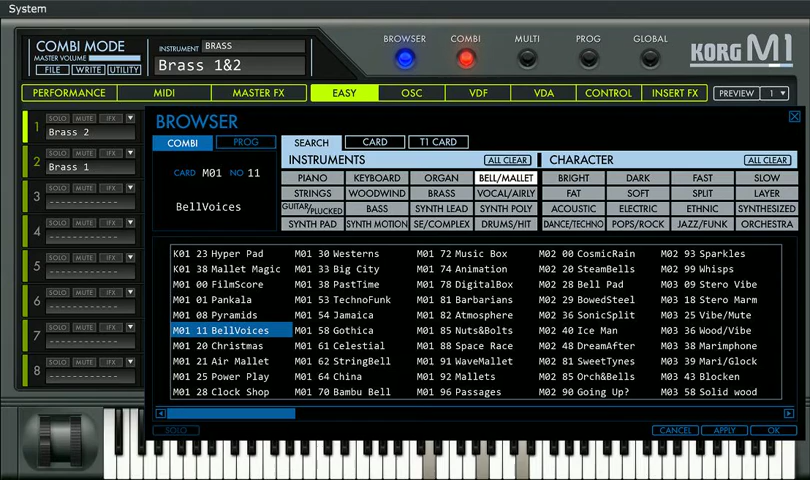 System
COMBI MODE
MASTER VOLUME
FILE WRITE UTILITY
INSTRUMENT BRASS
Brass 1&2
BROWSER COMBI MULTI PROG GLOBAL
KORG M1
PERFORMANCE MIDI MASTER FX EASY OSC VDF VDA CONTROL INSERT FX PREVIEW 1
1 SOLO MUTE IFX
Brass 2
2 SOLO MUTE IFX
Brass 1
3 SOLO MUTE IFX
-------------
4 SOLO MUTE IFX
-------------
5 SOLO MUTE IFX
-------------
6 SOLO MUTE IFX
-------------
7 SOLO MUTE IFX
-------------
8 SOLO MUTE IFX
-------------
BROWSER
COMBI PROG
CARD M01 NO 11
BellVoices
SEARCH CARD T1 CARD
INSTRUMENTS ALL CLEAR CHARACTER ALL CLEAR
PIANO KEYBOARD ORGAN BELL/MALLET BRIGHT DARK FAST SLOW
STRINGS WOODWIND BRASS VOCAL/AIRLY FAT SOFT SPLIT LAYER
GUITAR/PLUCKED BASS SYNTH LEAD SYNTH POLY ACOUSTIC ELECTRIC ETHNIC SYNTHESIZED
SYNTH PAD SYNTH MOTION SE/COMPLEX DRUMS/HIT DANCE/TECHNO POPS/ROCK JAZZ/FUNK ORCHESTRA
K01 23 Hyper Pad M01 30 Westerns M01 72 Music Box M02 00 CosmicRain M02 93 Sparkles
K01 38 Mallet Magic M01 33 Big City M01 74 Animation M02 20 SteamBells M02 99 Whisps
M01 00 FilmScore M01 38 PastTime M01 78 DigitalBox M02 28 Bell Pad M03 09 Stero Vibe
M01 01 Pankala M01 53 TechnoFunk M01 81 Barbarians M02 29 BowedSteel M03 18 Stero Marm
M01 08 Pyramids M01 54 Jamaica M01 82 Atmosphere M02 36 SonicSplit M03 25 Vibe/Mute
M01 11 BellVoices M01 58 Gothica M01 85 Nuts&Bolts M02 40 Ice Man M03 36 Wood/Vibe
M01 20 Christmas M01 61 Celestial M01 88 Space Race M02 48 DreamAfter M03 38 Marimphone
M01 21 Air Mallet M01 62 StringBell M01 91 WaveMallet M02 81 SweetTynes M03 39 Mari/Glock
M01 25 Power Play M01 64 China M01 92 Mallets M02 85 Orch&Bells M03 43 Blocken
M01 28 Clock Shop M01 70 Bambu Bell M01 96 Passages M02 90 Going Up? M03 58 Solid wood
SOLO CANCEL APPLY OK